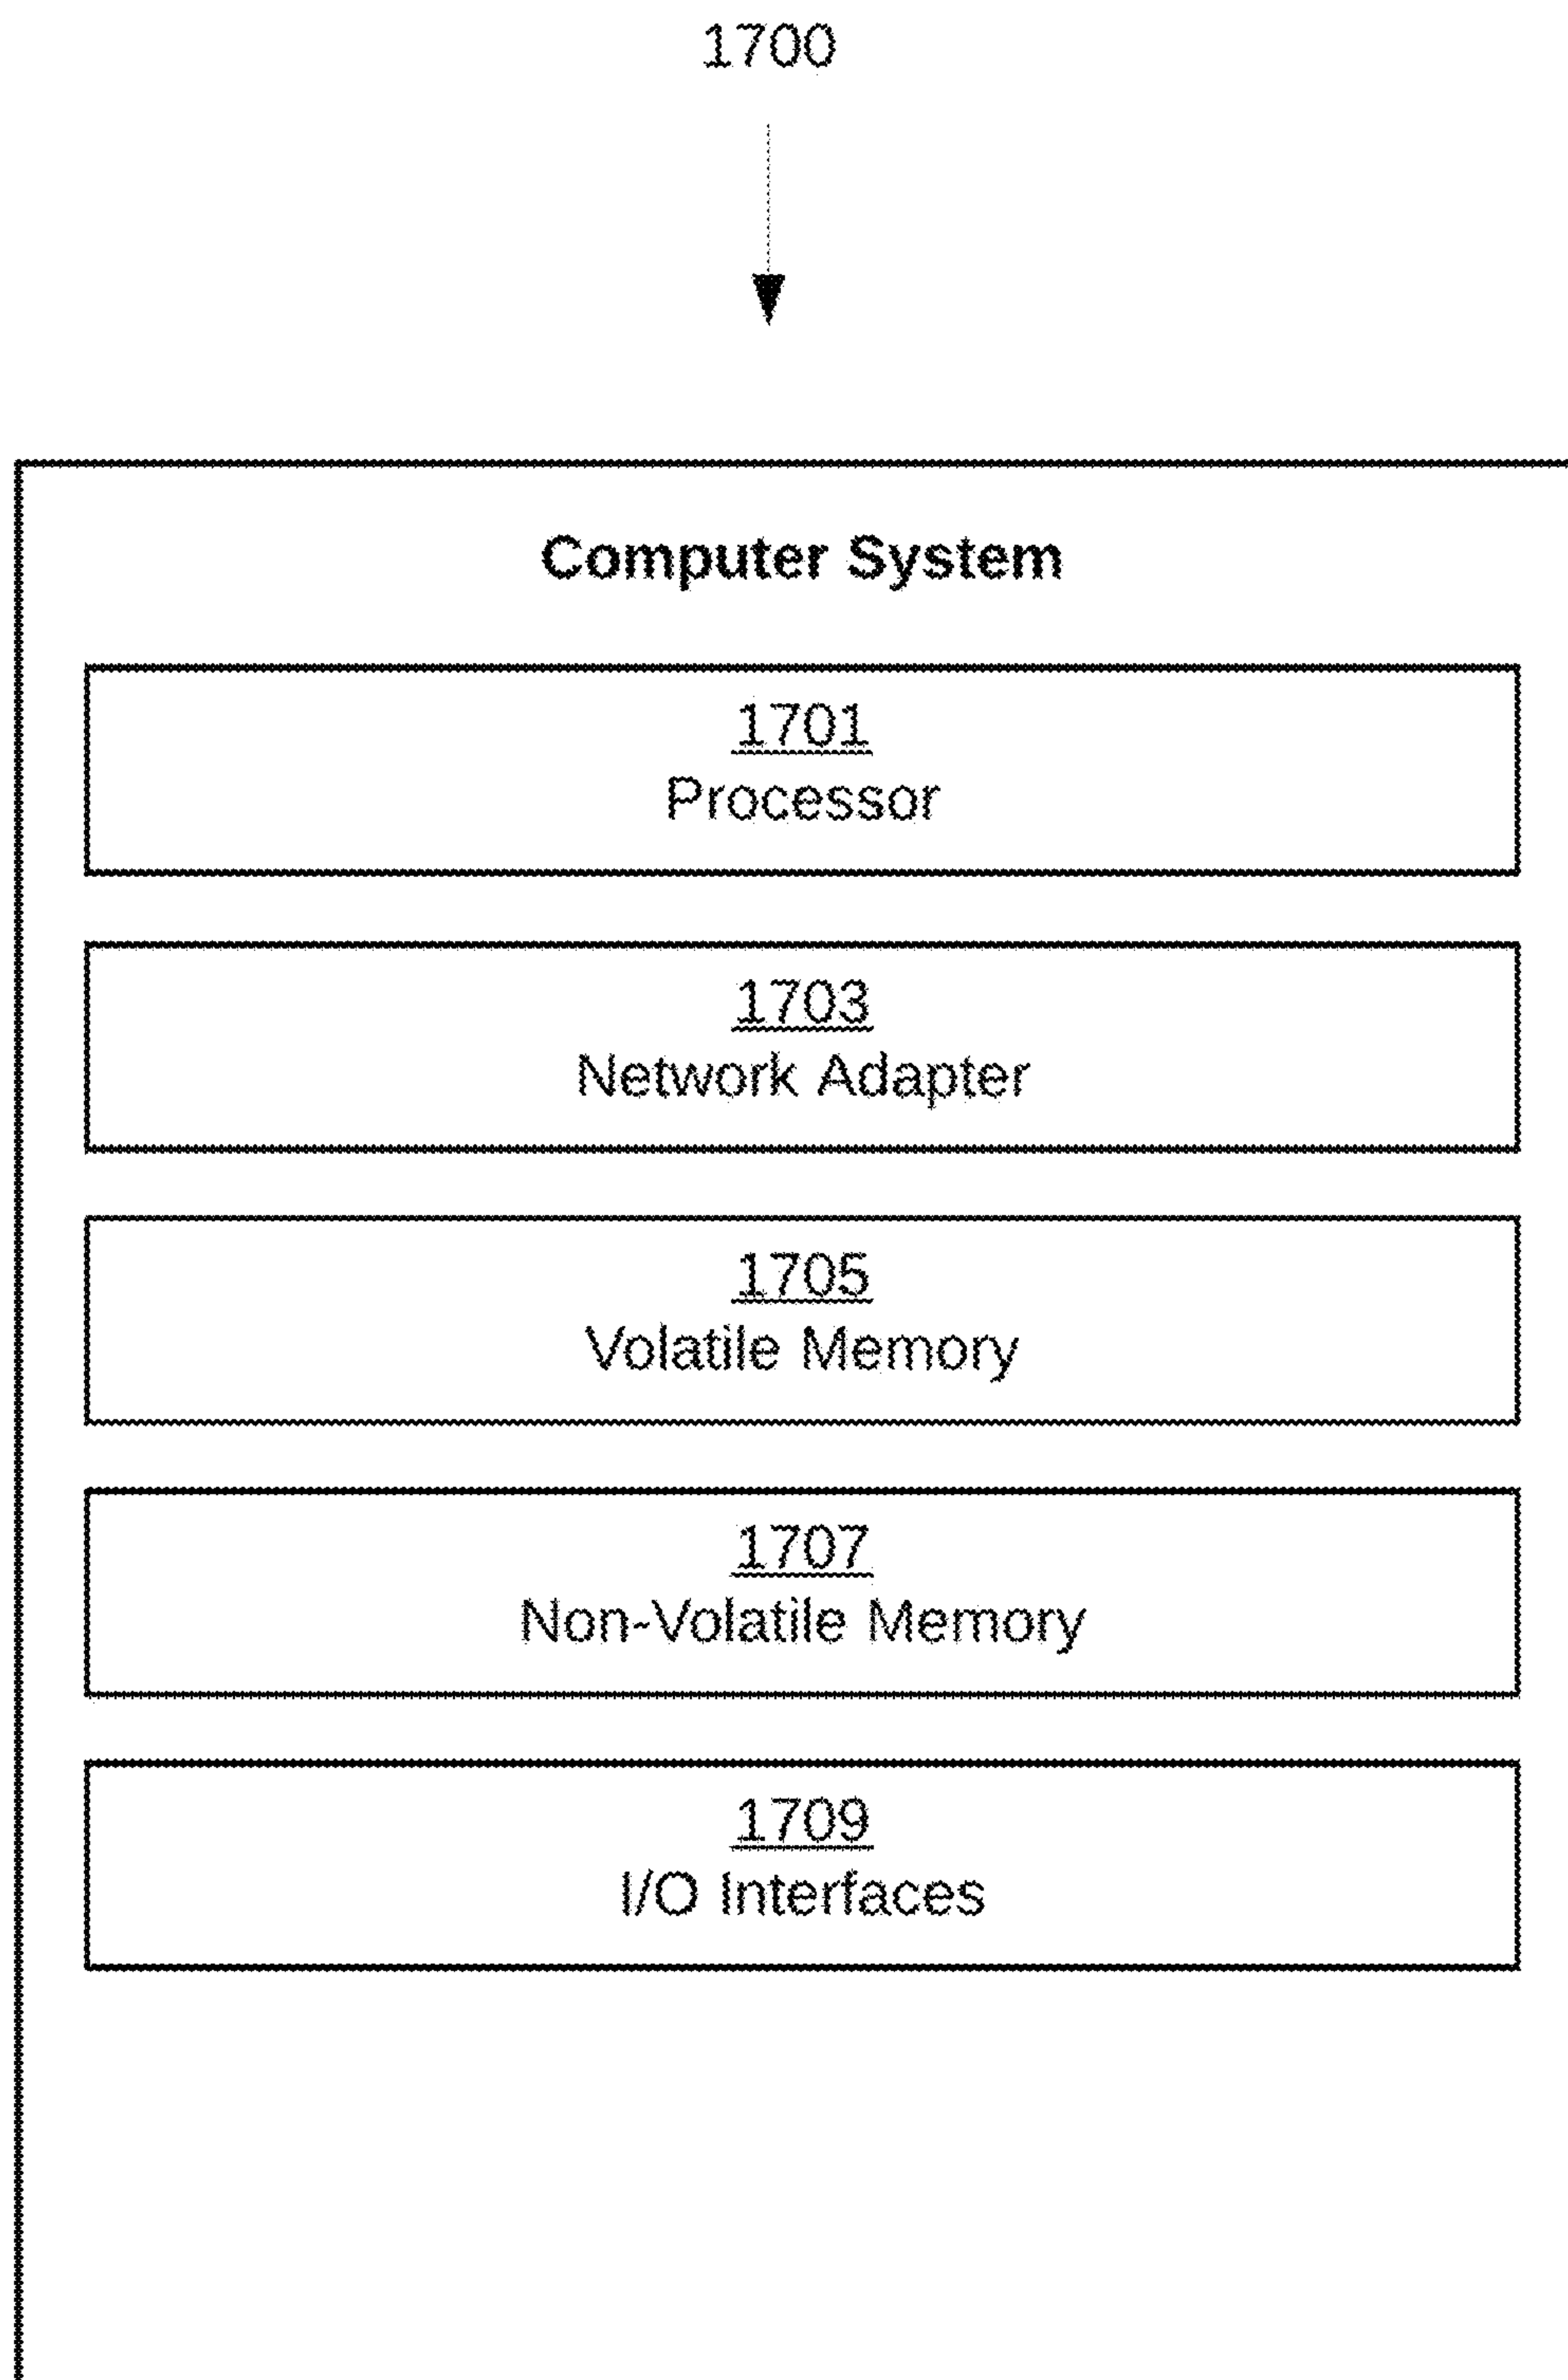 1700
Computer System
1701
Processor
1703
Network Adapter
1705
Volatile Memory
1707
Non-Volatile Memory
1709
I/O Interfaces